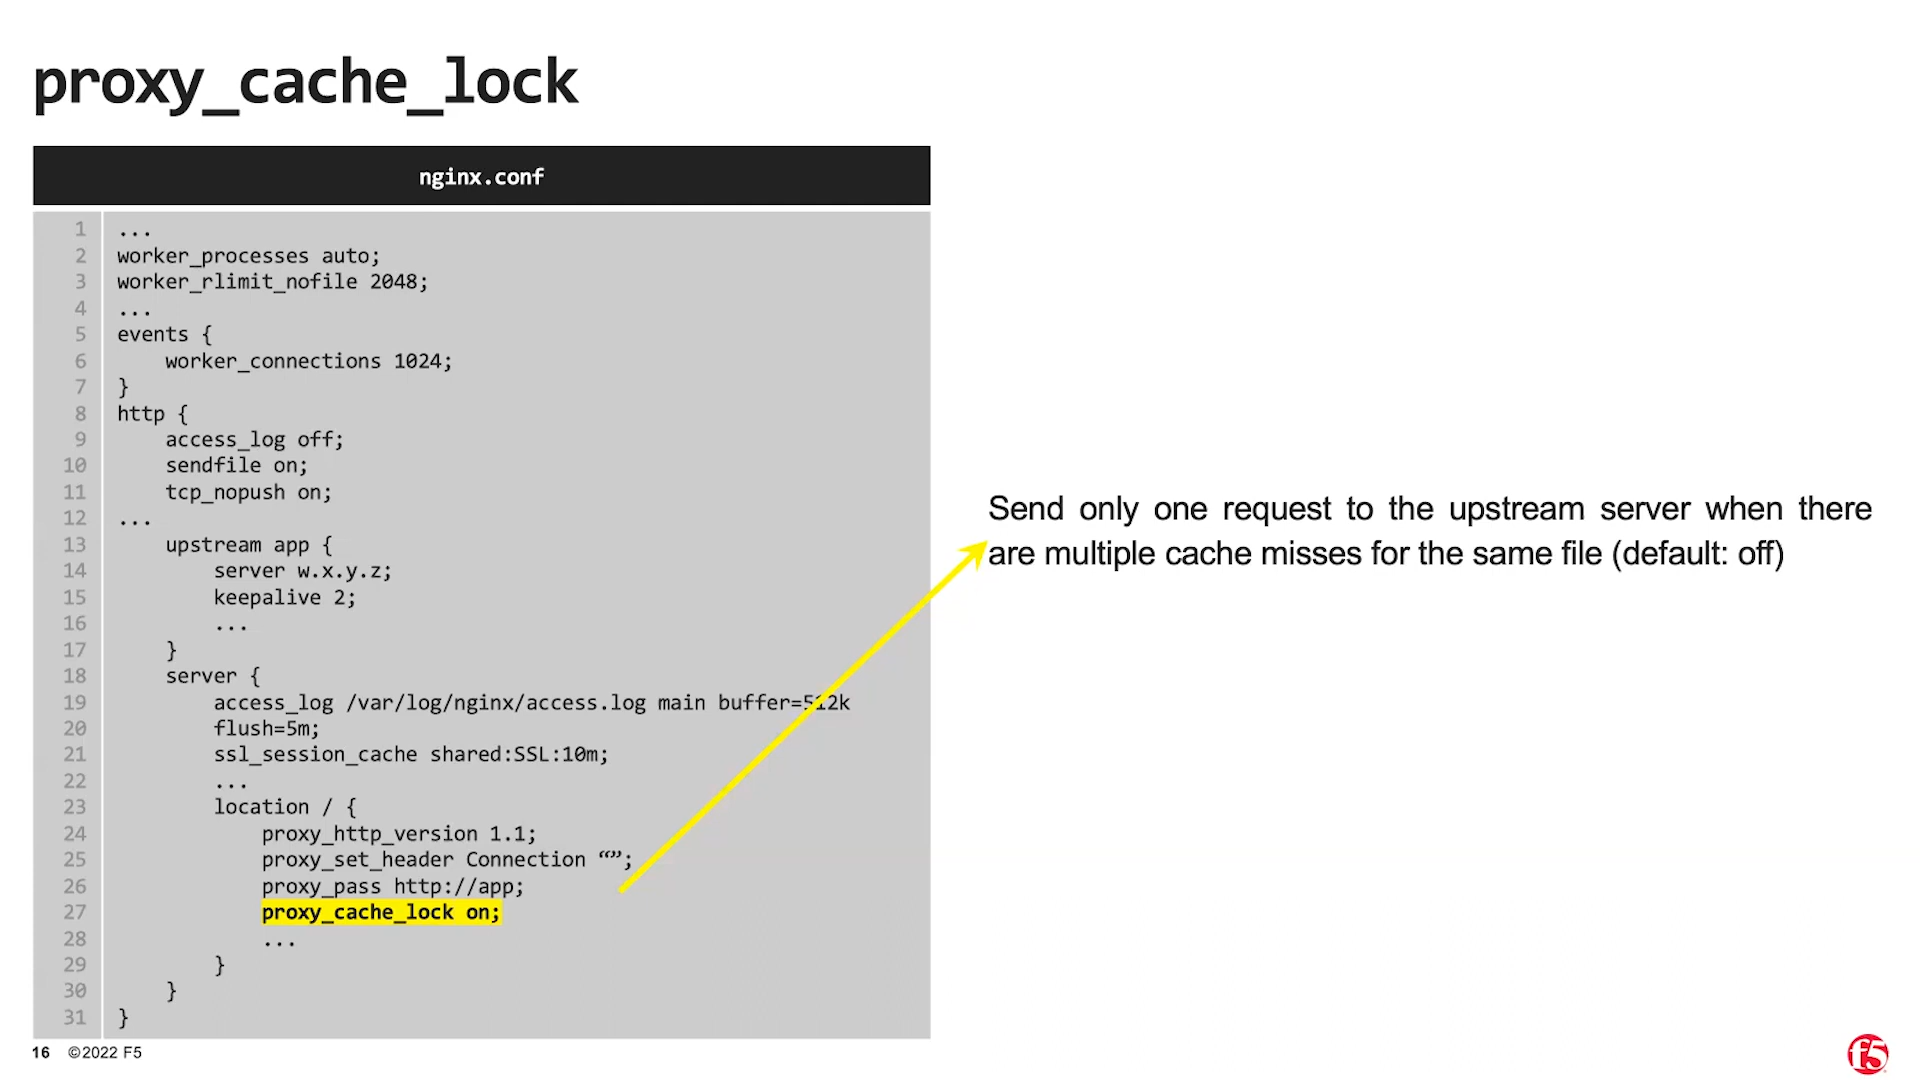 proxy_cache_lock
nginx.conf
1 ...
2 worker_processes auto;
3 worker_rlimit_nofile 2048;
4 ...
5 events {
6     worker_connections 1024;
7 }
8 http {
9     access_log off;
10     sendfile on;
11     tcp_nopush on;
12 ...
13     upstream app {
14         server w.x.y.z;
15         keepalive 2;
16         ...
17     }
18     server {
19         access_log /var/log/nginx/access.log main buffer=512k
20         flush=5m;
21         ssl_session_cache shared:SSL:10m;
22         ...
23         location / {
24             proxy_http_version 1.1;
25             proxy_set_header Connection “”;
26             proxy_pass http://app;
27             proxy_cache_lock on;
28             ...
29         }
30     }
31 }
Send only one request to the upstream server when there
are multiple cache misses for the same file (default: off)
16 ©2022 F5
f5